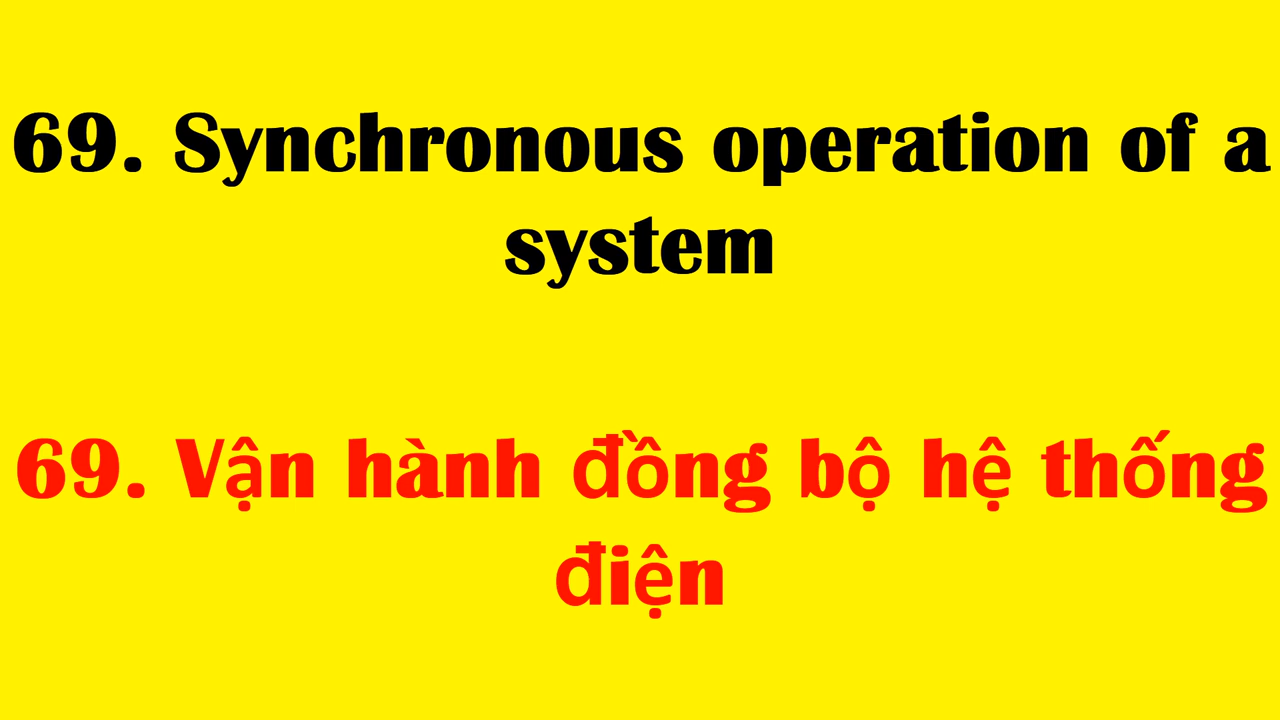 69. Synchronous operation of a
system
69. Vận hành đồng bộ hệ thống
điện